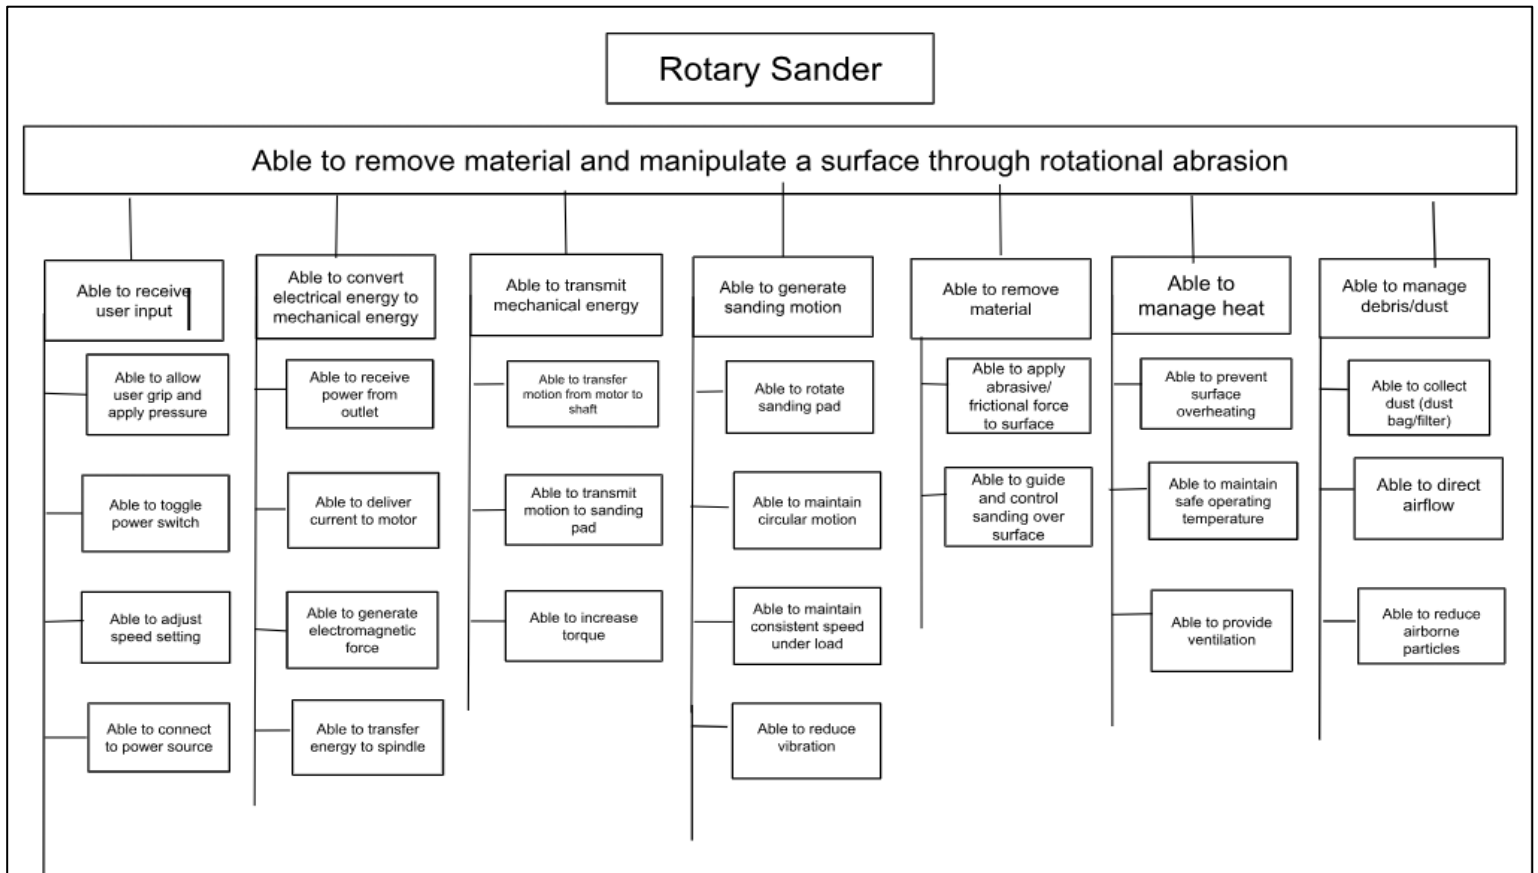 Rotary Sander
Able to remove material and manipulate a surface through rotational abrasion
Able to receive
user input
Able to allow
user grip and
apply pressure
Able to toggle
power switch
Able to adjust
speed setting
Able to connect
to power source
Able to convert
electrical energy to
mechanical energy
Able to receive
power from
outlet
Able to deliver
current to motor
Able to generate
electromagnetic
force
Able to transfer
energy to spindle
Able to transmit
mechanical energy
Able to transfer
motion from motor to
shaft
Able to transmit
motion to sanding
pad
Able to increase
torque
Able to generate
sanding motion
Able to rotate
sanding pad
Able to maintain
circular motion
Able to maintain
consistent speed
under load
Able to reduce
vibration
Able to remove
material
Able to apply
abrasive/
frictional force
to surface
Able to guide
and control
sanding over
surface
Able to
manage heat
Able to prevent
surface
overheating
Able to maintain
safe operating
temperature
Able to provide
ventilation
Able to manage
debris/dust
Able to collect
dust (dust
bag/filter)
Able to direct
airflow
Able to reduce
airborne
particles